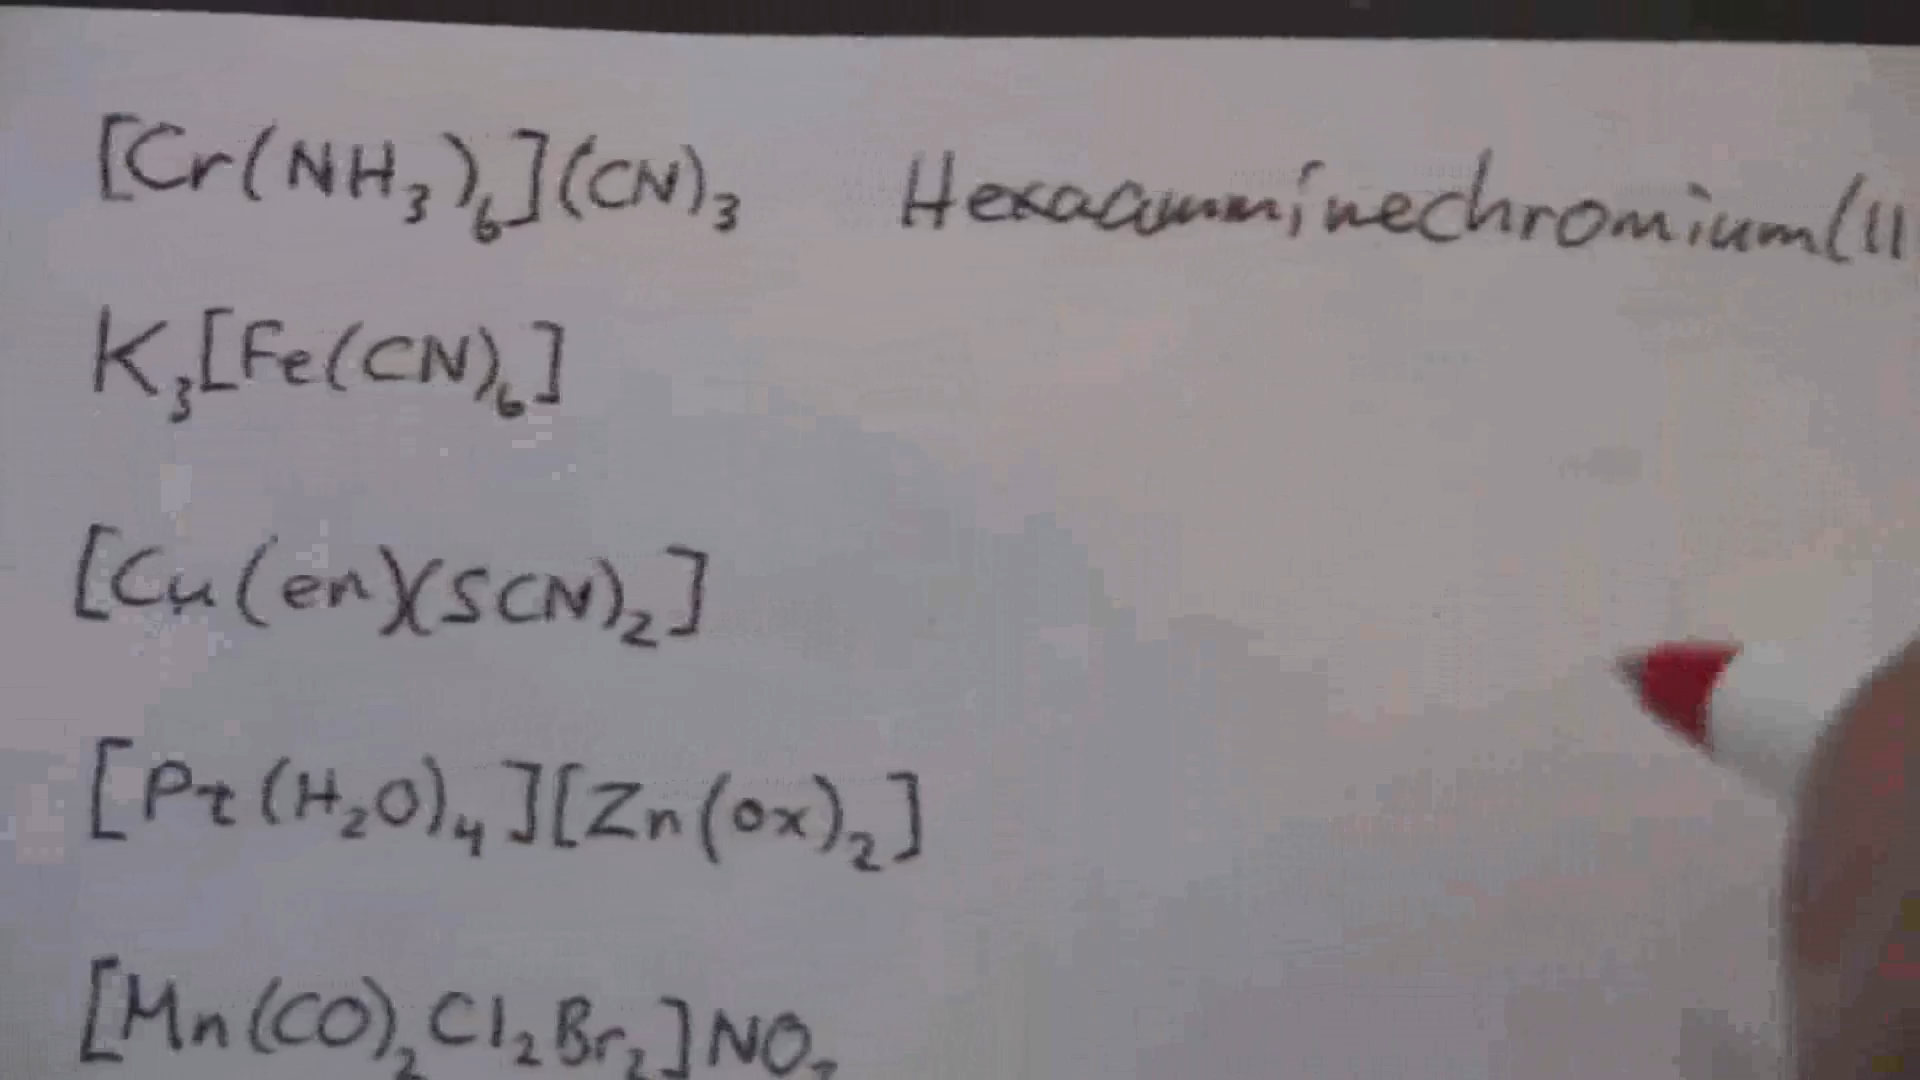 [Cr(NH₃)₆](CN)₃ Hexaamminechromium(II
K₃[Fe(CN)₆]
[Cu(en)(SCN)₂]
[Pt(H₂O)₄][Zn(ox)₂]
[Mn(CO)₂Cl₂Br₂]NO